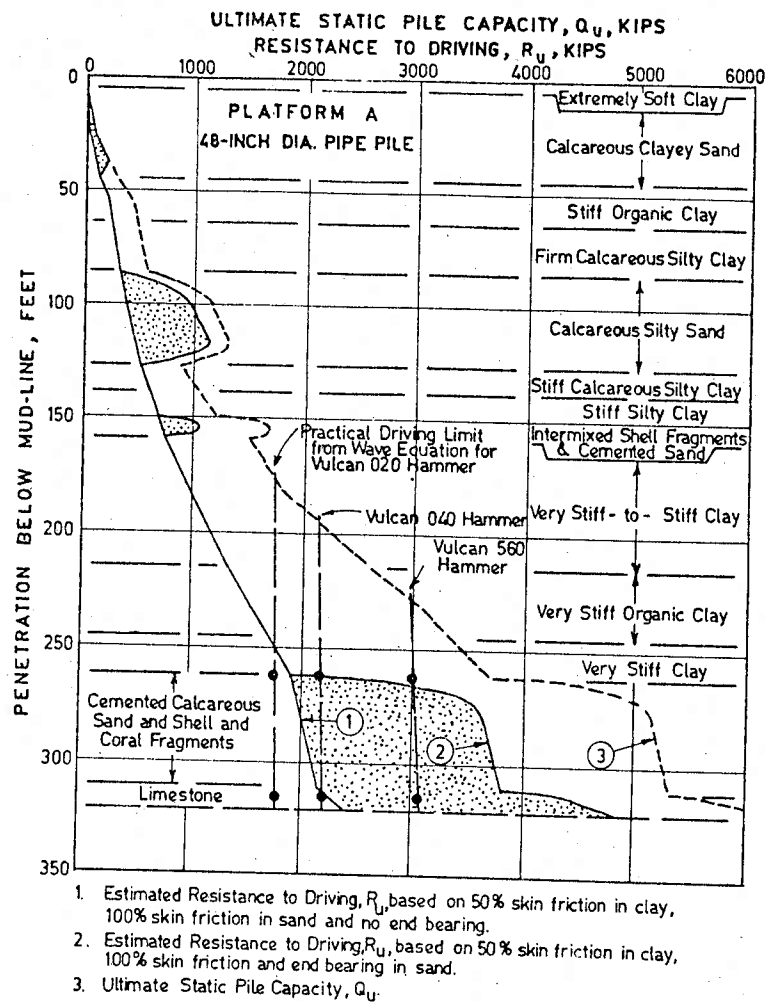 ULTIMATE STATIC PILE CAPACITY, Qu, KIPS
RESISTANCE TO DRIVING, Ru, KIPS
0 1000 2000 3000 4000 5000 6000
0
50
100
150
200
250
300
350
PENETRATION BELOW MUD-LINE, FEET
PLATFORM A
48-INCH DIA. PIPE PILE
Extremely Soft Clay
Calcareous Clayey Sand
Stiff Organic Clay
Firm Calcareous Silty Clay
Calcareous Silty Sand
Stiff Calcareous Silty Clay
Stiff Silty Clay
Intermixed Shell Fragments
& Cemented Sand
Practical Driving Limit
from Wave Equation for
Vulcan 020 Hammer
Vulcan 040 Hammer
Very Stiff-to-Stiff Clay
Vulcan 560
Hammer
Very Stiff Organic Clay
Very Stiff Clay
Cemented Calcareous
Sand and Shell and
Coral Fragments
1
2
3
Limestone
1. Estimated Resistance to Driving, Ru, based on 50% skin friction in clay,
100% skin friction in sand and no end bearing.
2. Estimated Resistance to Driving, Ru, based on 50% skin friction in clay,
100% skin friction and end bearing in sand.
3. Ultimate Static Pile Capacity, Qu.